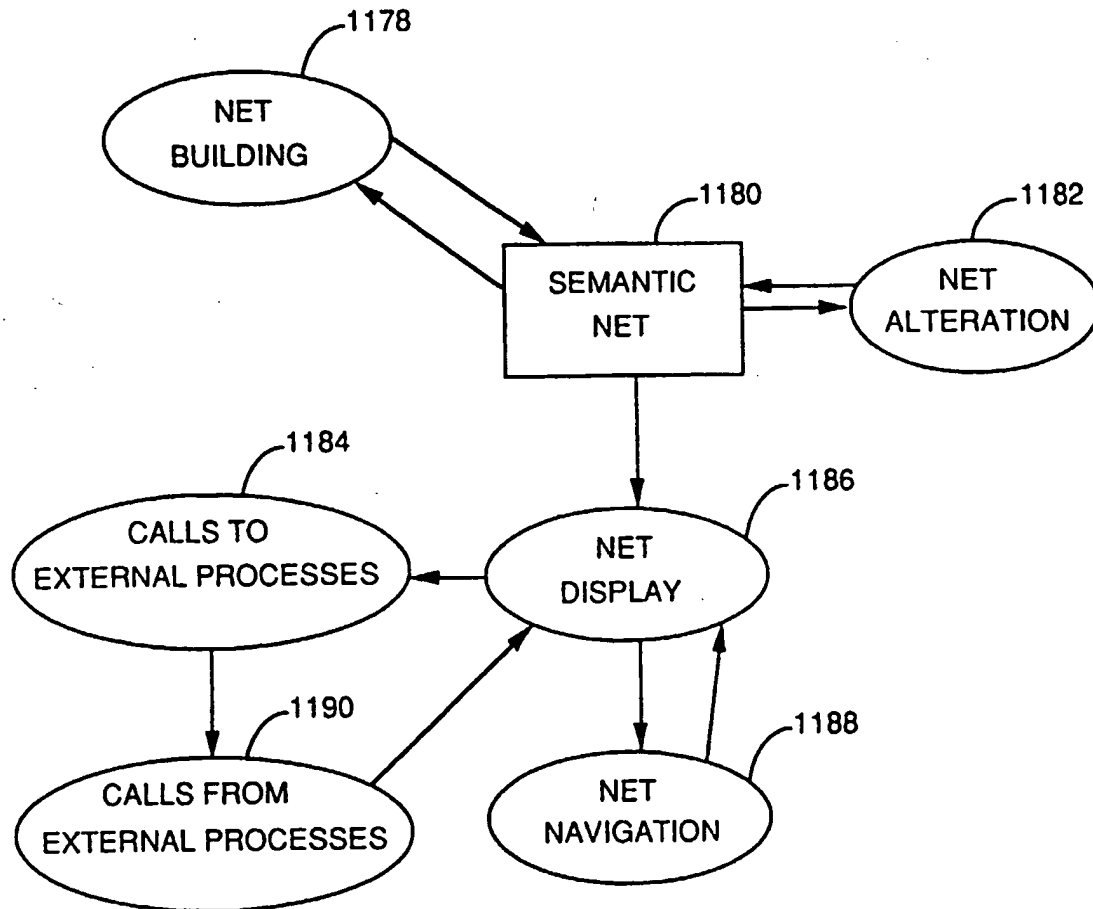 1178
NET
BUILDING
1180
SEMANTIC
NET
1182
NET
ALTERATION
1184
CALLS TO
EXTERNAL PROCESSES
1186
NET
DISPLAY
1190
CALLS FROM
EXTERNAL PROCESSES
1188
NET
NAVIGATION